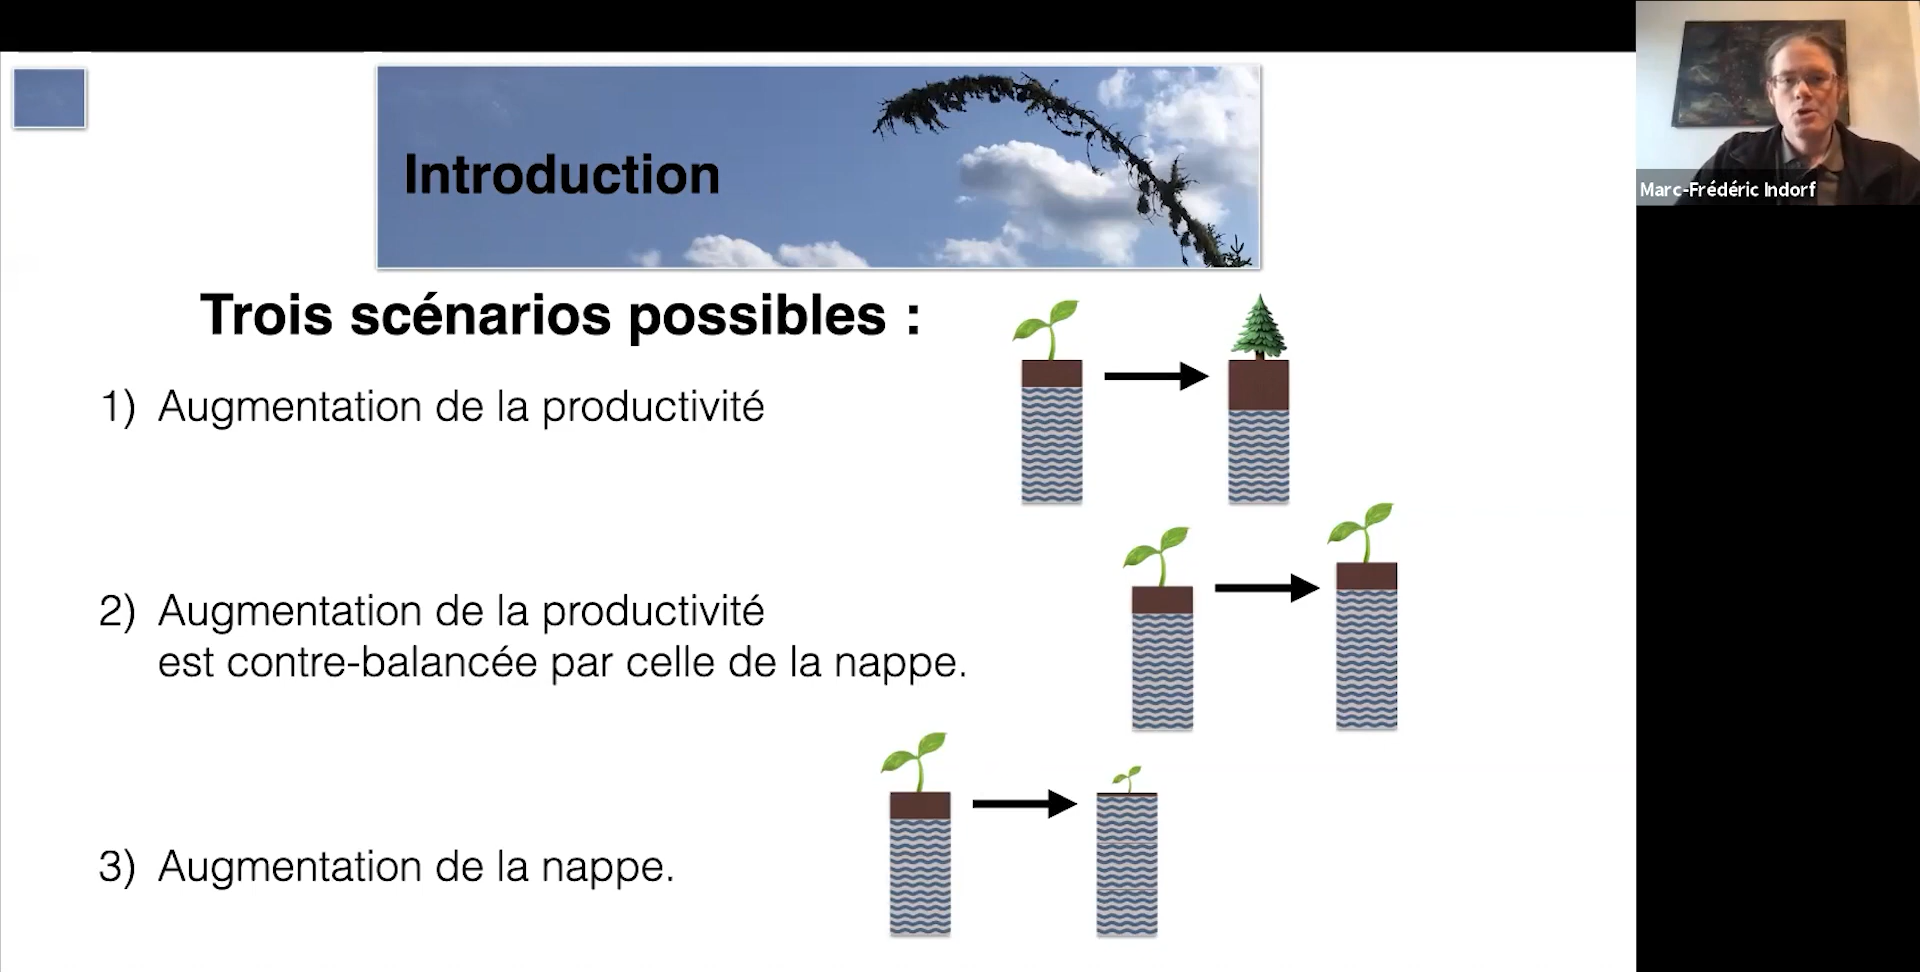 Introduction
Marc-Frédéric Indorf
Trois scénarios possibles :
1) Augmentation de la productivité
2) Augmentation de la productivité
est contre-balancée par celle de la nappe.
3) Augmentation de la nappe.